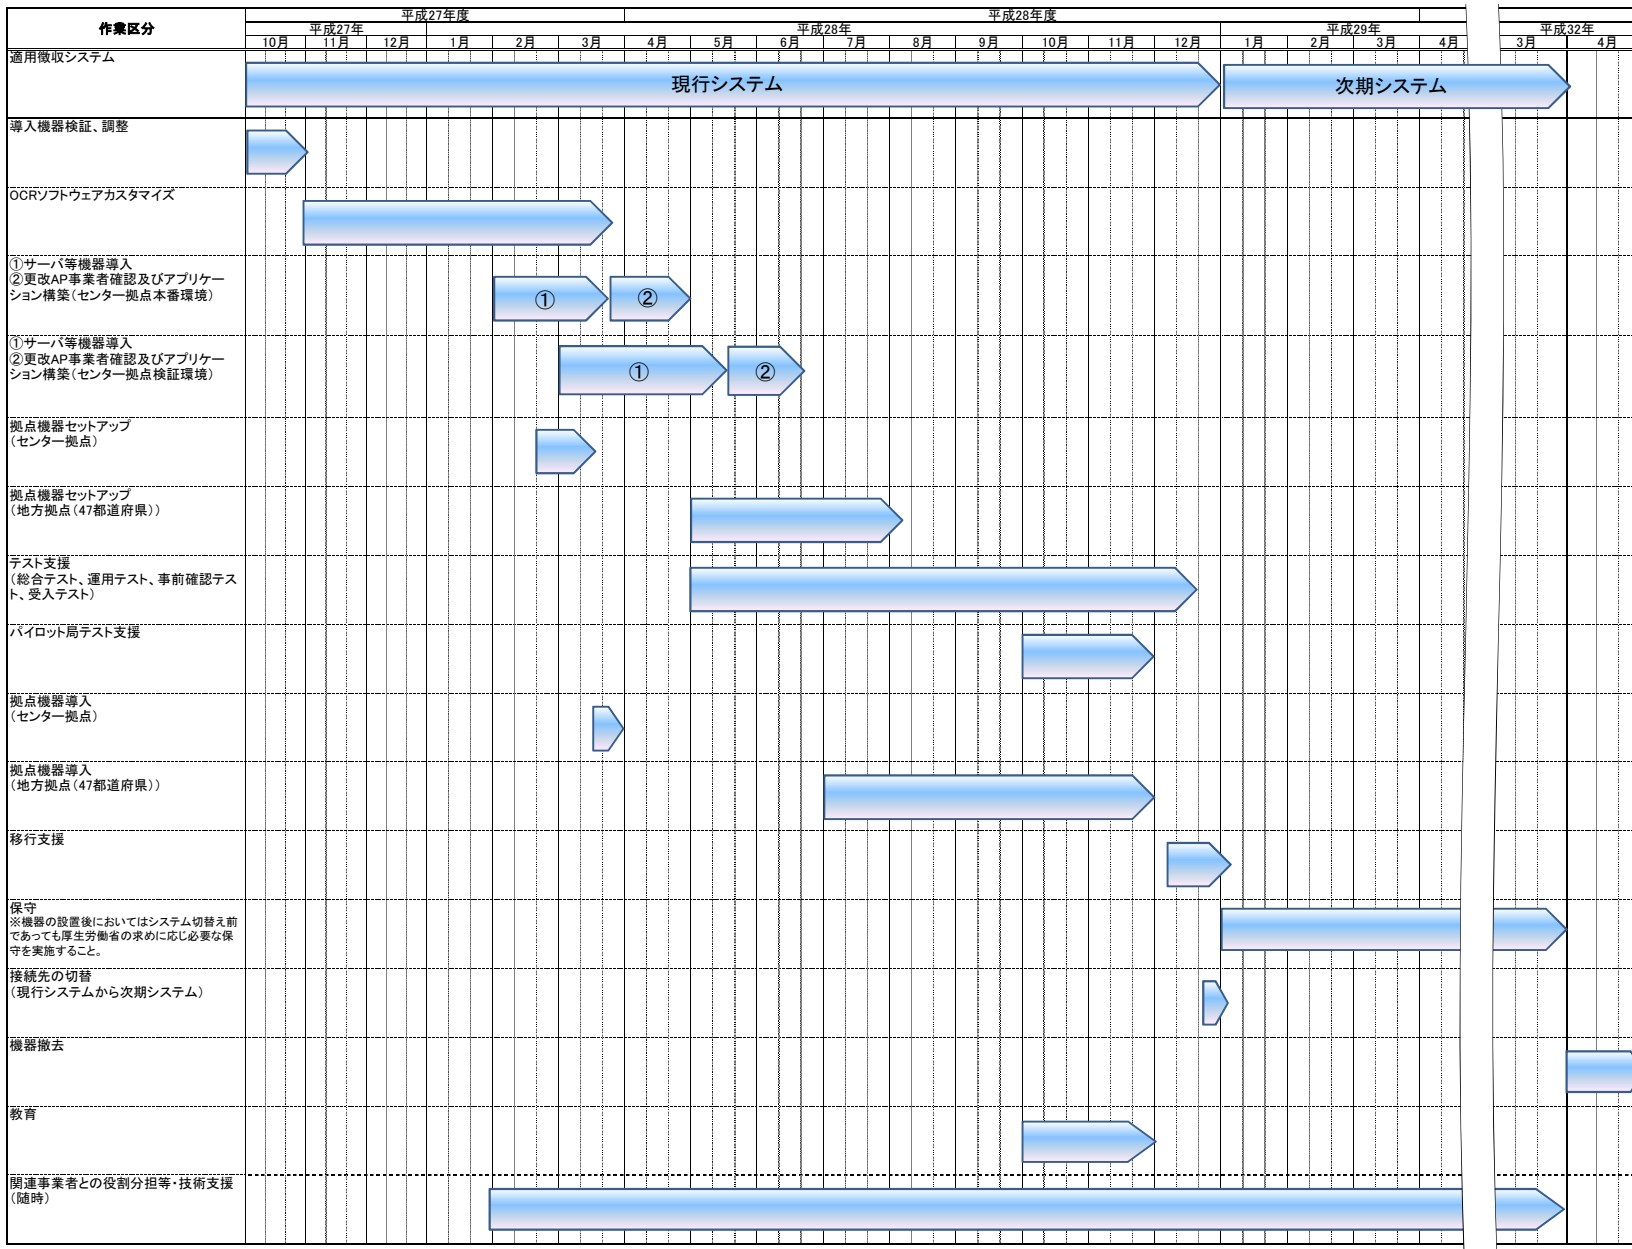 作業区分
平成27年度
平成28年度
平成27年
平成28年
平成29年
平成32年
10月 11月 12月 1月 2月 3月 4月 5月 6月 7月 8月 9月 10月 11月 12月 1月 2月 3月 4月 3月 4月
適用徴収システム
現行システム
次期システム
導入機器検証、調整
OCRソフトウェアカスタマイズ
①サーバ等機器導入
②更改AP事業者確認及びアプリケー
ション構築(センター拠点本番環境)
①
②
①サーバ等機器導入
②更改AP事業者確認及びアプリケー
ション構築(センター拠点検証環境)
①
②
拠点機器セットアップ
(センター拠点)
拠点機器セットアップ
(地方拠点(47都道府県))
テスト支援
(総合テスト、運用テスト、事前確認テス
ト、受入テスト)
パイロット局テスト支援
拠点機器導入
(センター拠点)
拠点機器導入
(地方拠点(47都道府県))
移行支援
保守
※機器の設置後においてはシステム切替え前
であっても厚生労働省の求めに応じ必要な保
守を実施すること。
接続先の切替
(現行システムから次期システム)
機器撤去
教育
関連事業者との役割分担等・技術支援
(随時)